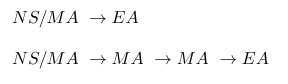 NS/MA → EA
NS/MA → MA → MA → EA